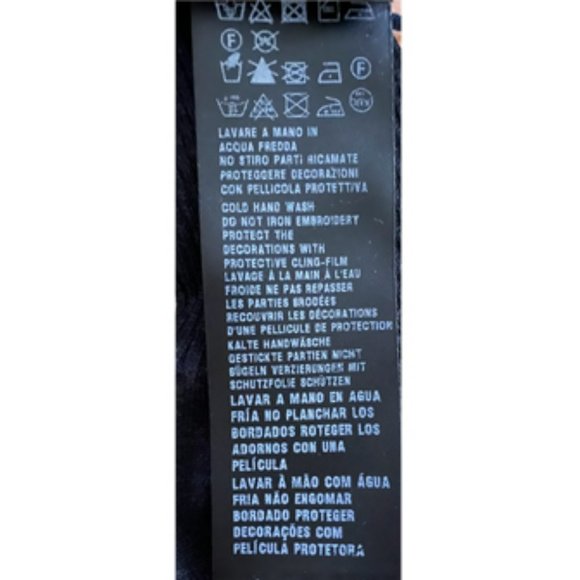 F
F
LAVARE A MANO IN
ACQUA FREDDA
NO STIRO PARTI RICAMATE
PROTEGGERE DECORAZIONI
CON PELLICOLA PROTETTIVA
COLD HAND WASH
DO NOT IRON EMBROIDERY
PROTECT THE
DECORATIONS WITH
PROTECTIVE CLING-FILM
LAVAGE À LA MAIN À L'EAU
FROIDE NE PAS REPASSER
LES PARTIES BRODÉES
RECOUVRIR LES DÉCORATIONS
D'UNE PELLICULE DE PROTECTION
KALTE HANDWÄSCHE
GESTICKTE PARTIEN NICHT
BÜGELN VERZIERUNGEN MIT
SCHUTZFOLIE SCHÜTZEN
LAVAR A MANO EN AGUA
FRÍA NO PLANCHAR LOS
BORDADOS ROTEGER LOS
ADORNOS CON UNA
PELÍCULA
LAVAR À MÃO COM ÁGUA
FRIA NÃO ENGOMAR
BORDADO PROTEGER
DECORAÇÕES COM
PELÍCULA PROTETORA